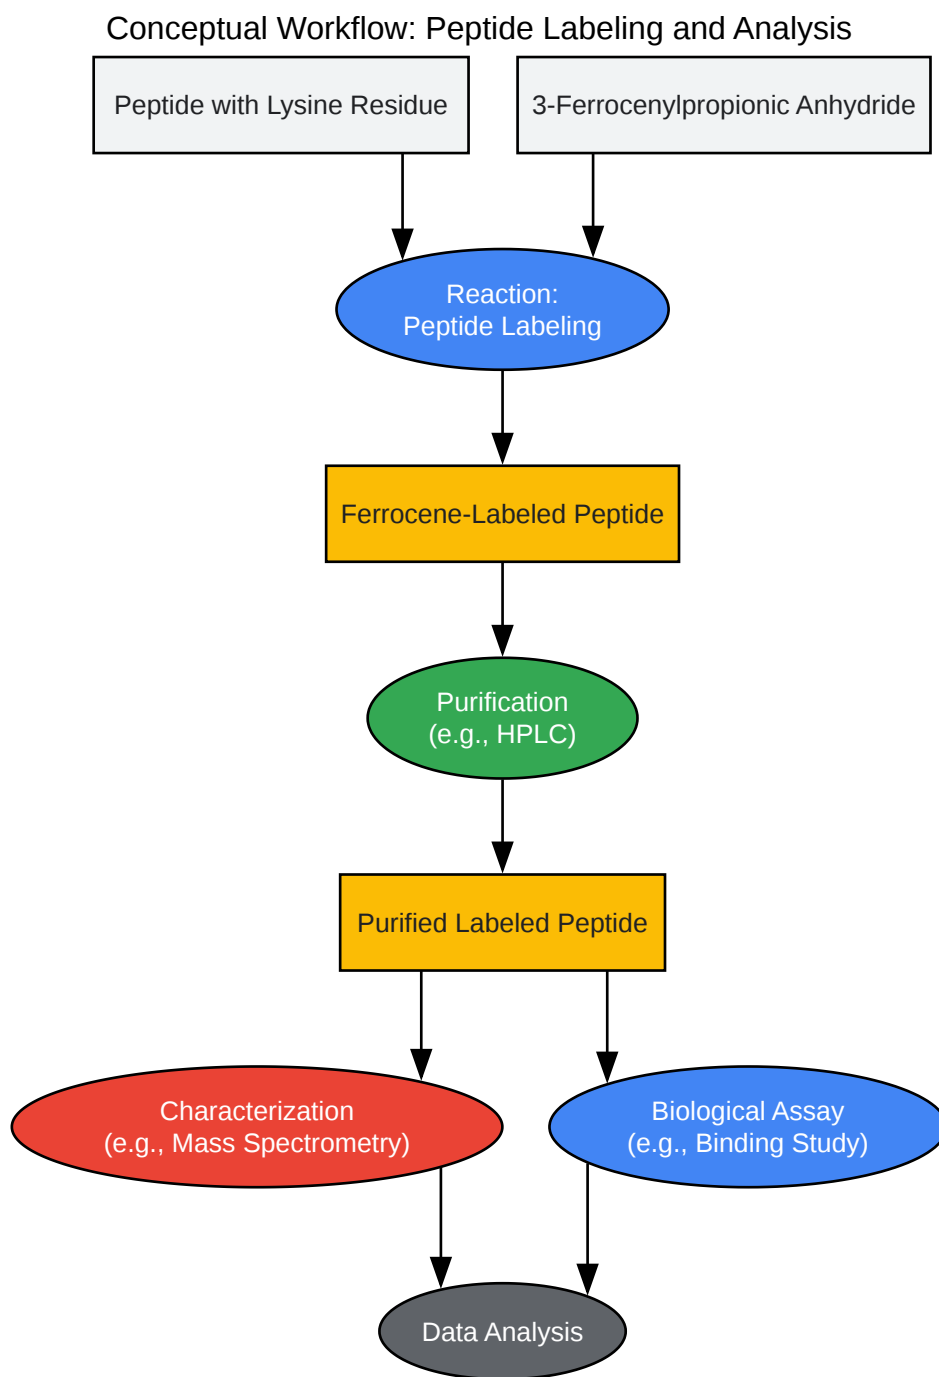 Conceptual Workflow: Peptide Labeling and Analysis
Peptide with Lysine Residue
3-Ferrocenylpropionic Anhydride
Reaction:
Peptide Labeling
Ferrocene-Labeled Peptide
Purification
(e.g., HPLC)
Purified Labeled Peptide
Characterization
(e.g., Mass Spectrometry)
Biological Assay
(e.g., Binding Study)
Data Analysis